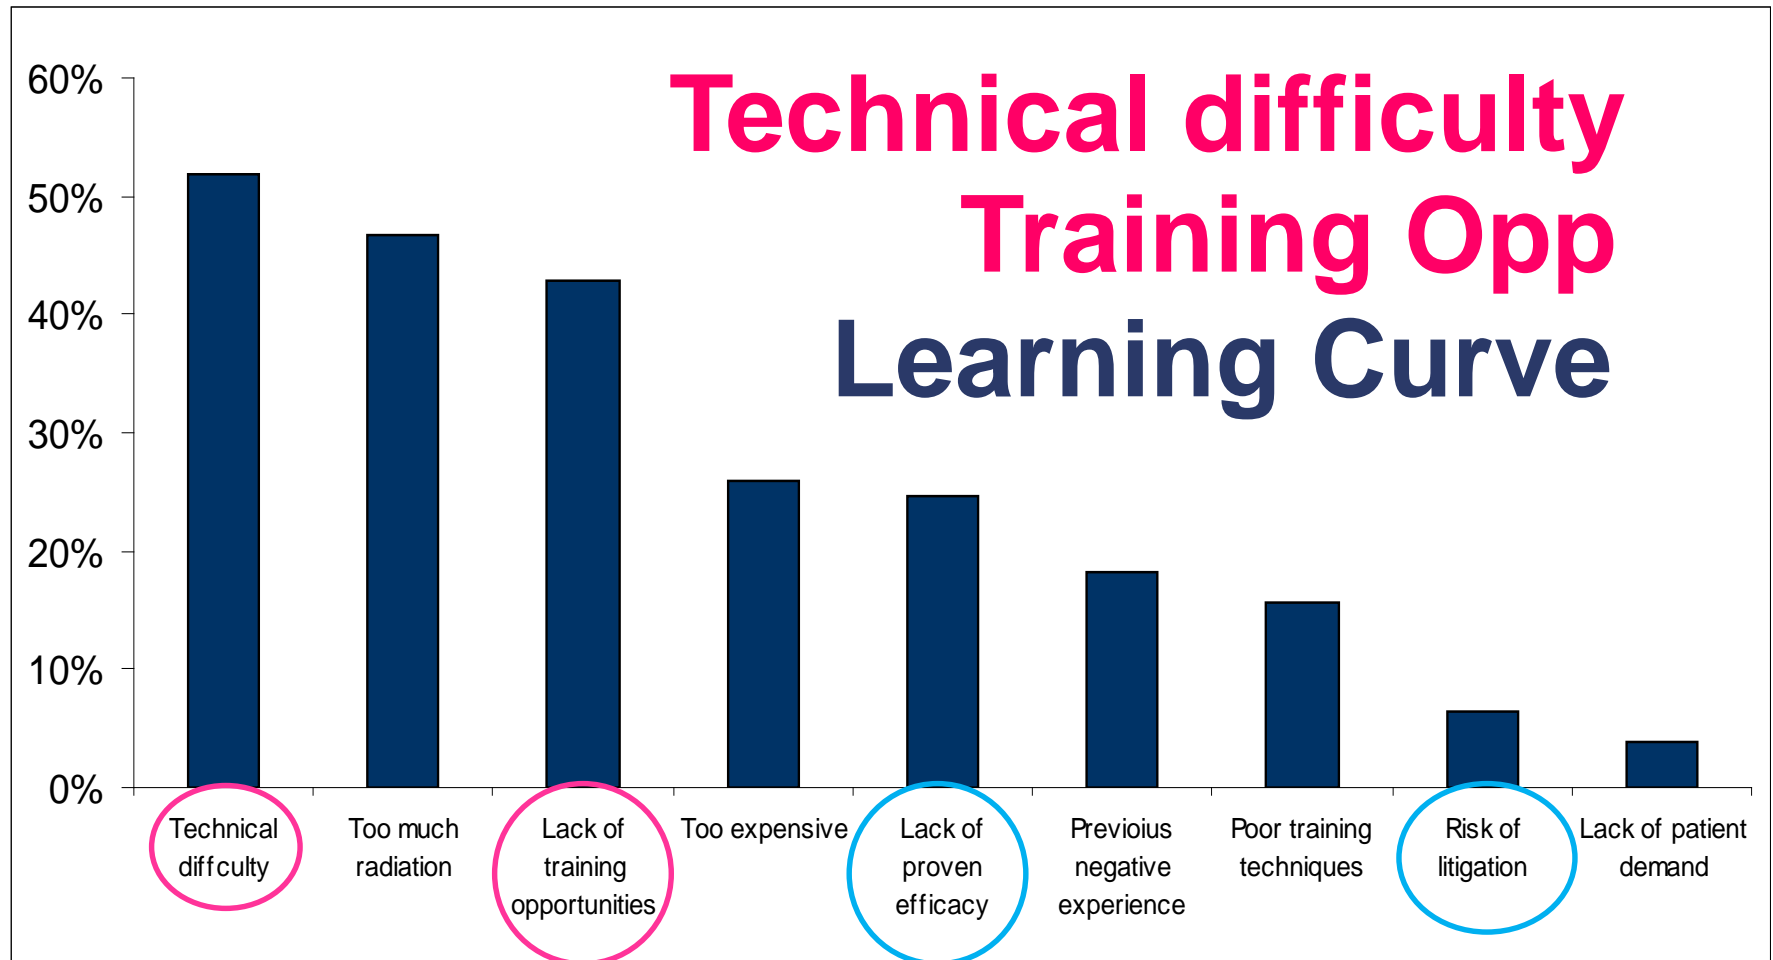 Technical difficulty
Training Opp
Learning Curve
60%
50%
40%
30%
20%
10%
0%
Technical
diffculty
Too much
radiation
Lack of
training
opportunities
Too expensive
Lack of
proven
efficacy
Previoius
negative
experience
Poor training
techniques
Risk of
litigation
Lack of patient
demand